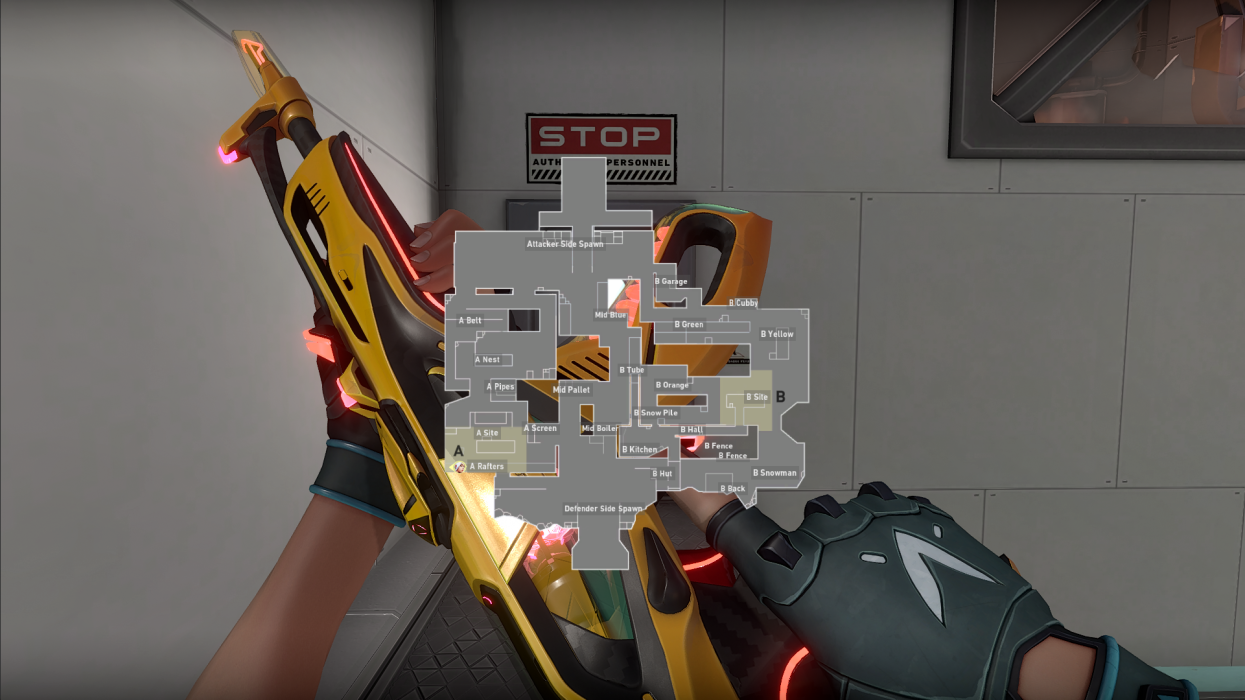 STOP
AUTH PERSONNEL
Attacker Side Spawn
B Garage
B Cubby
Mid Blue
A Belt
B Green
B Yellow
A Nest
B Tube
A Pipes
Mid Pallet
B Orange
B Site
B
B Snow Pile
A Site
A Screen
Mid Boiler
B Hall
A
B Kitchen
B Fence
B Fence
A Rafters
B Hut
B Snowman
B Back
Defender Side Spawn